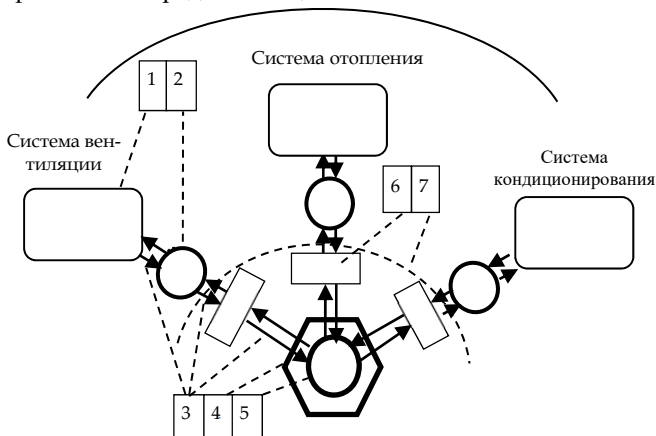 Система отопления
1 2
Система вен-
тиляции
6 7
Система
кондиционирования
3 4 5